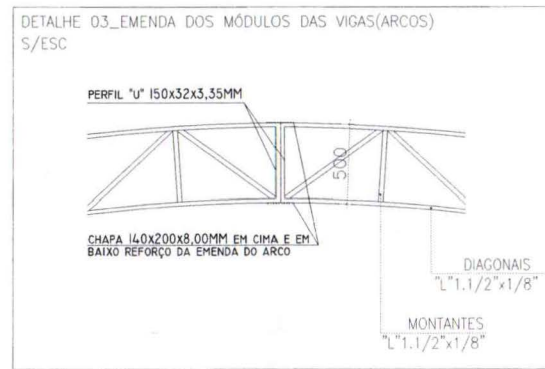 DETALHE 03_EMENDA DOS MÓDULOS DAS VIGAS(ARCOS)
S/ESC
PERFIL "U" 150x32x3,35MM
500
CHAPA 140x200x8,00MM EM CIMA E EM
BAIXO REFORÇO DA EMENDA DO ARCO
DIAGONAIS
"L"1.1/2"x1/8"
MONTANTES
"L"1.1/2"x1/8"